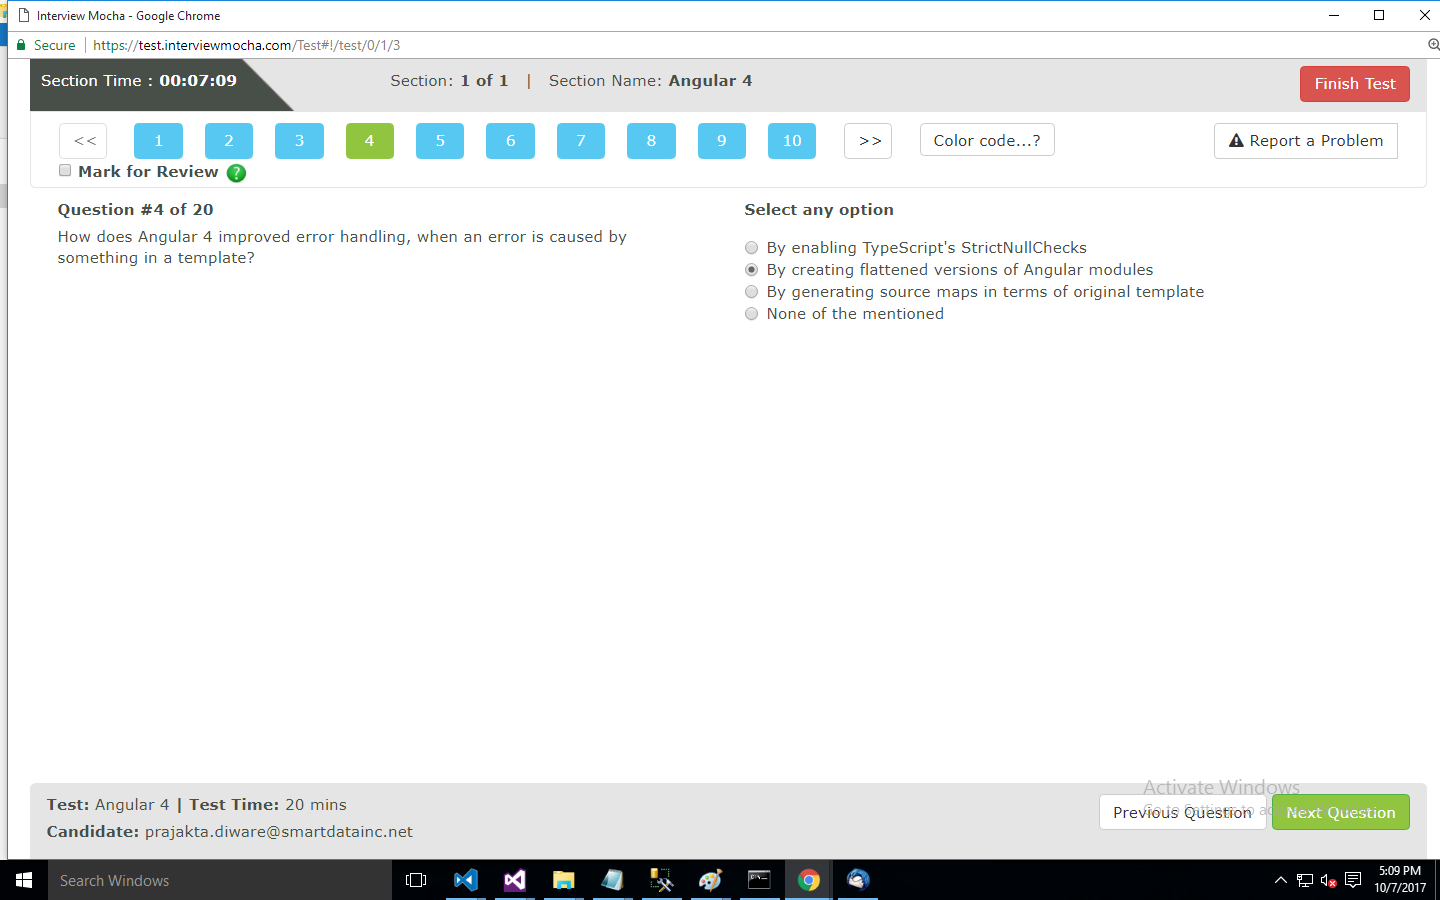 Interview Mocha - Google Chrome
Secure | https://test.interviewmocha.com/Test#!/test/0/1/3
Section Time : 00:07:09
Section: 1 of 1 | Section Name: Angular 4
Finish Test
<< 1 2 3 4 5 6 7 8 9 10 >> Color code...? Report a Problem
Mark for Review ?
Question #4 of 20
How does Angular 4 improved error handling, when an error is caused by
something in a template?
Select any option
By enabling TypeScript's StrictNullChecks
By creating flattened versions of Angular modules
By generating source maps in terms of original template
None of the mentioned
Test: Angular 4 | Test Time: 20 mins
Candidate: prajakta.diware@smartdatainc.net
Activate Windows
Go to Settings to
Previous Question
Next Question
Search Windows
5:09 PM
10/7/2017